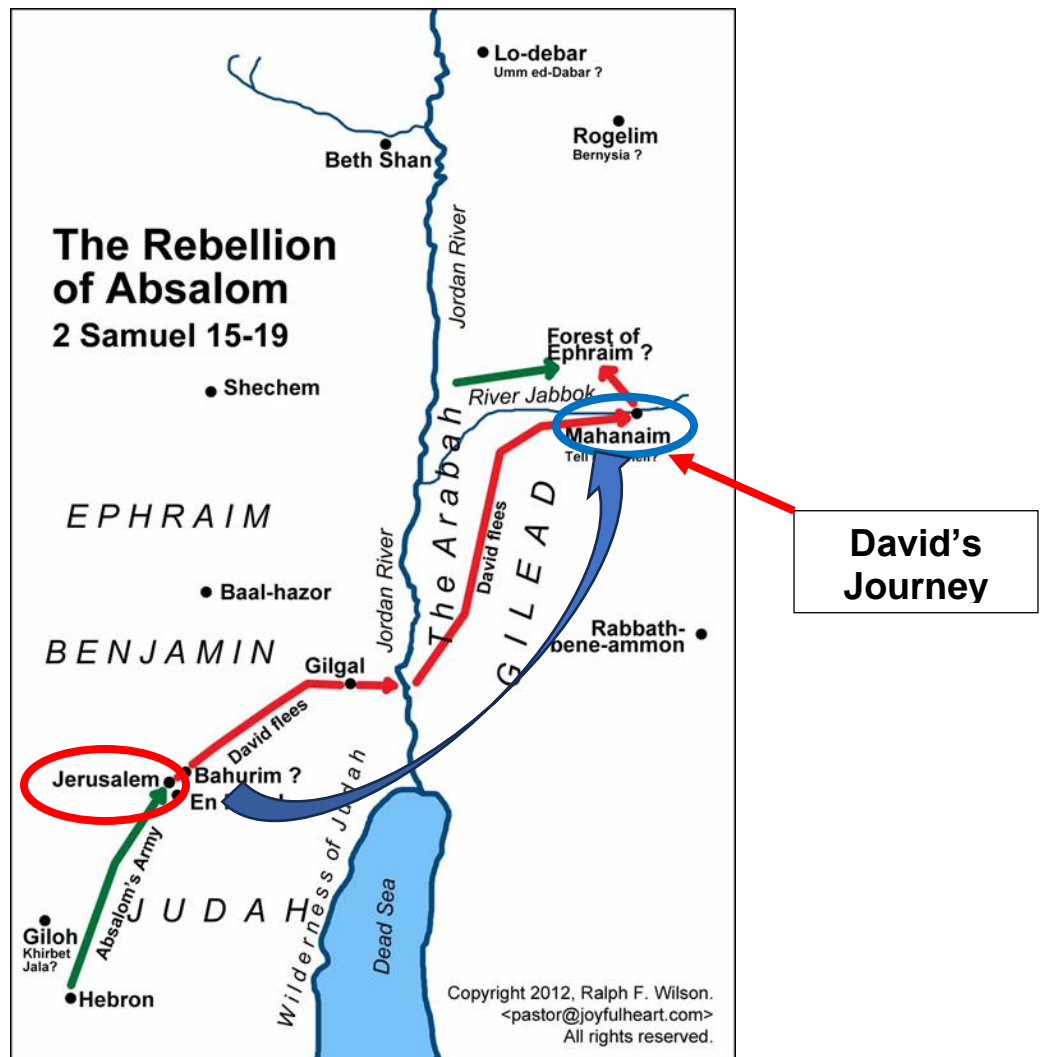 Lo-debar
Umm ed-Dabar ?
Rogelim
Bernysia ?
Beth Shan
The Rebellion
of Absalom
2 Samuel 15-19
Jordan River
Forest of
Ephraim ?
Shechem
River Jabbok
Mahanaim
Tell
The Arabah
GILEAD
David flees
David's
Journey
EPHRAIM
Jordan River
Baal-hazor
BENJAMIN
Rabbath-
bene-ammon
Gilgal
David flees
Jerusalem
Bahurim ?
En
Absalom's Army
Wilderness of Judah
JUDAH
Dead Sea
Giloh
Khirbet
Jala?
Hebron
Copyright 2012, Ralph F. Wilson.
<pastor@joyfulheart.com>
All rights reserved.